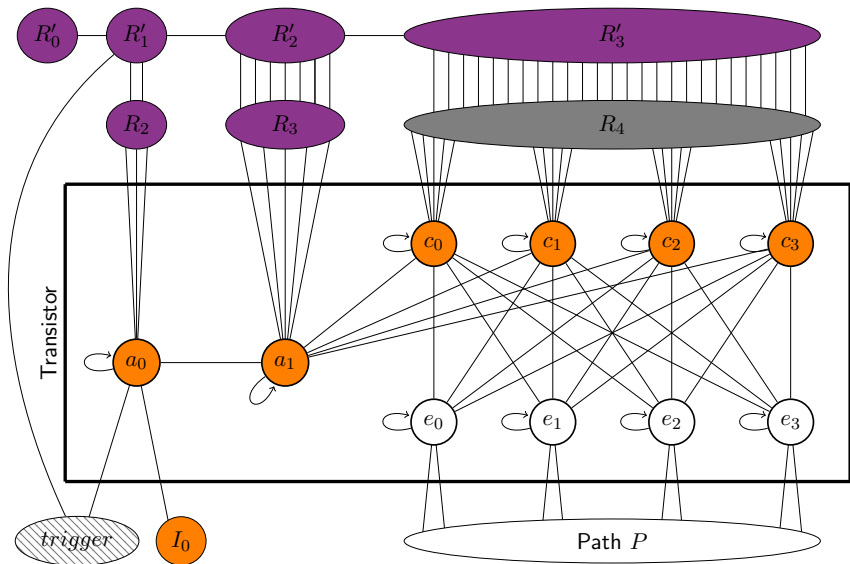 R′₀ R′₁ R′₂ R′₃
R₂ R₃ R₄
c₀ c₁ c₂ c₃
Transistor
a₀ a₁
e₀ e₁ e₂ e₃
trigger I₀ Path P